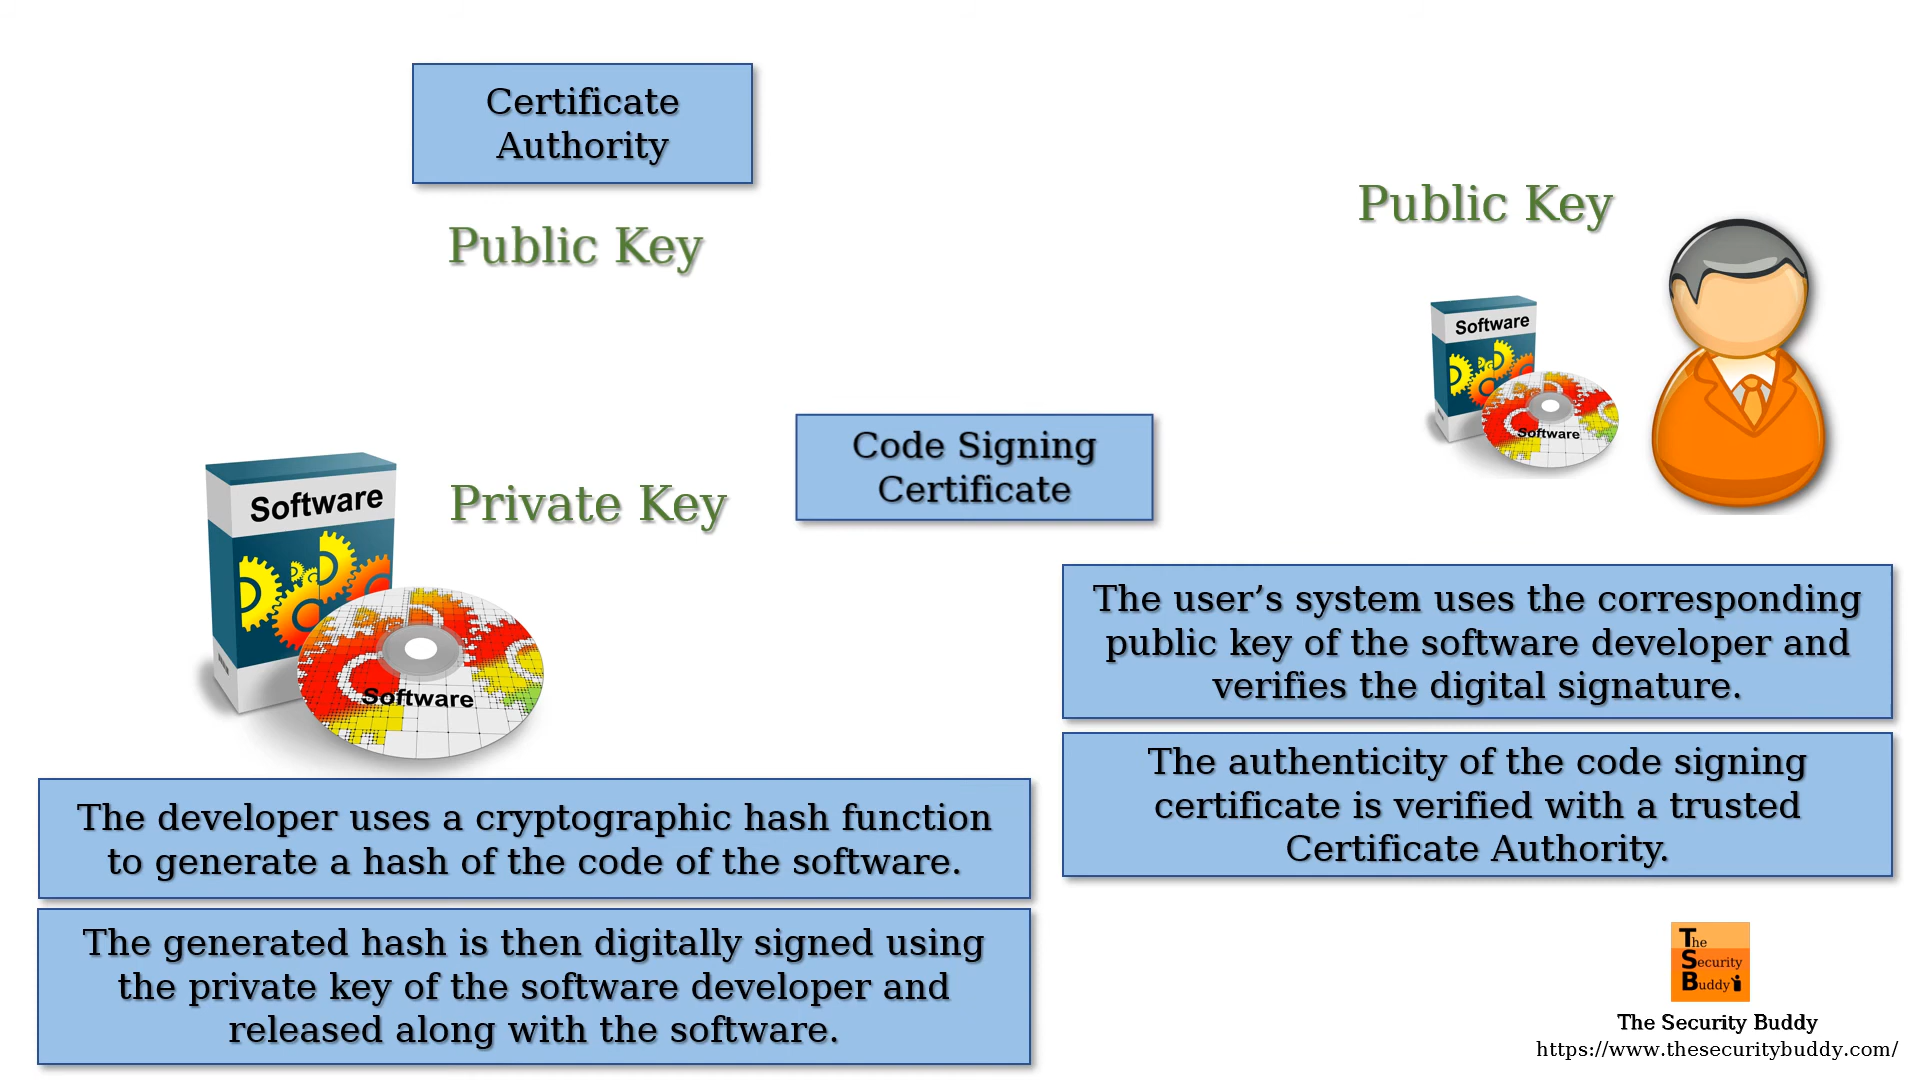 Certificate
Authority
Public Key
Public Key
Software
Software
Code Signing
Certificate
Software
Private Key
Software
The user’s system uses the corresponding
public key of the software developer and
verifies the digital signature.
The authenticity of the code signing
certificate is verified with a trusted
Certificate Authority.
The developer uses a cryptographic hash function
to generate a hash of the code of the software.
The generated hash is then digitally signed using
the private key of the software developer and
released along with the software.
The
Security
Buddy
The Security Buddy
https://www.thesecuritybuddy.com/